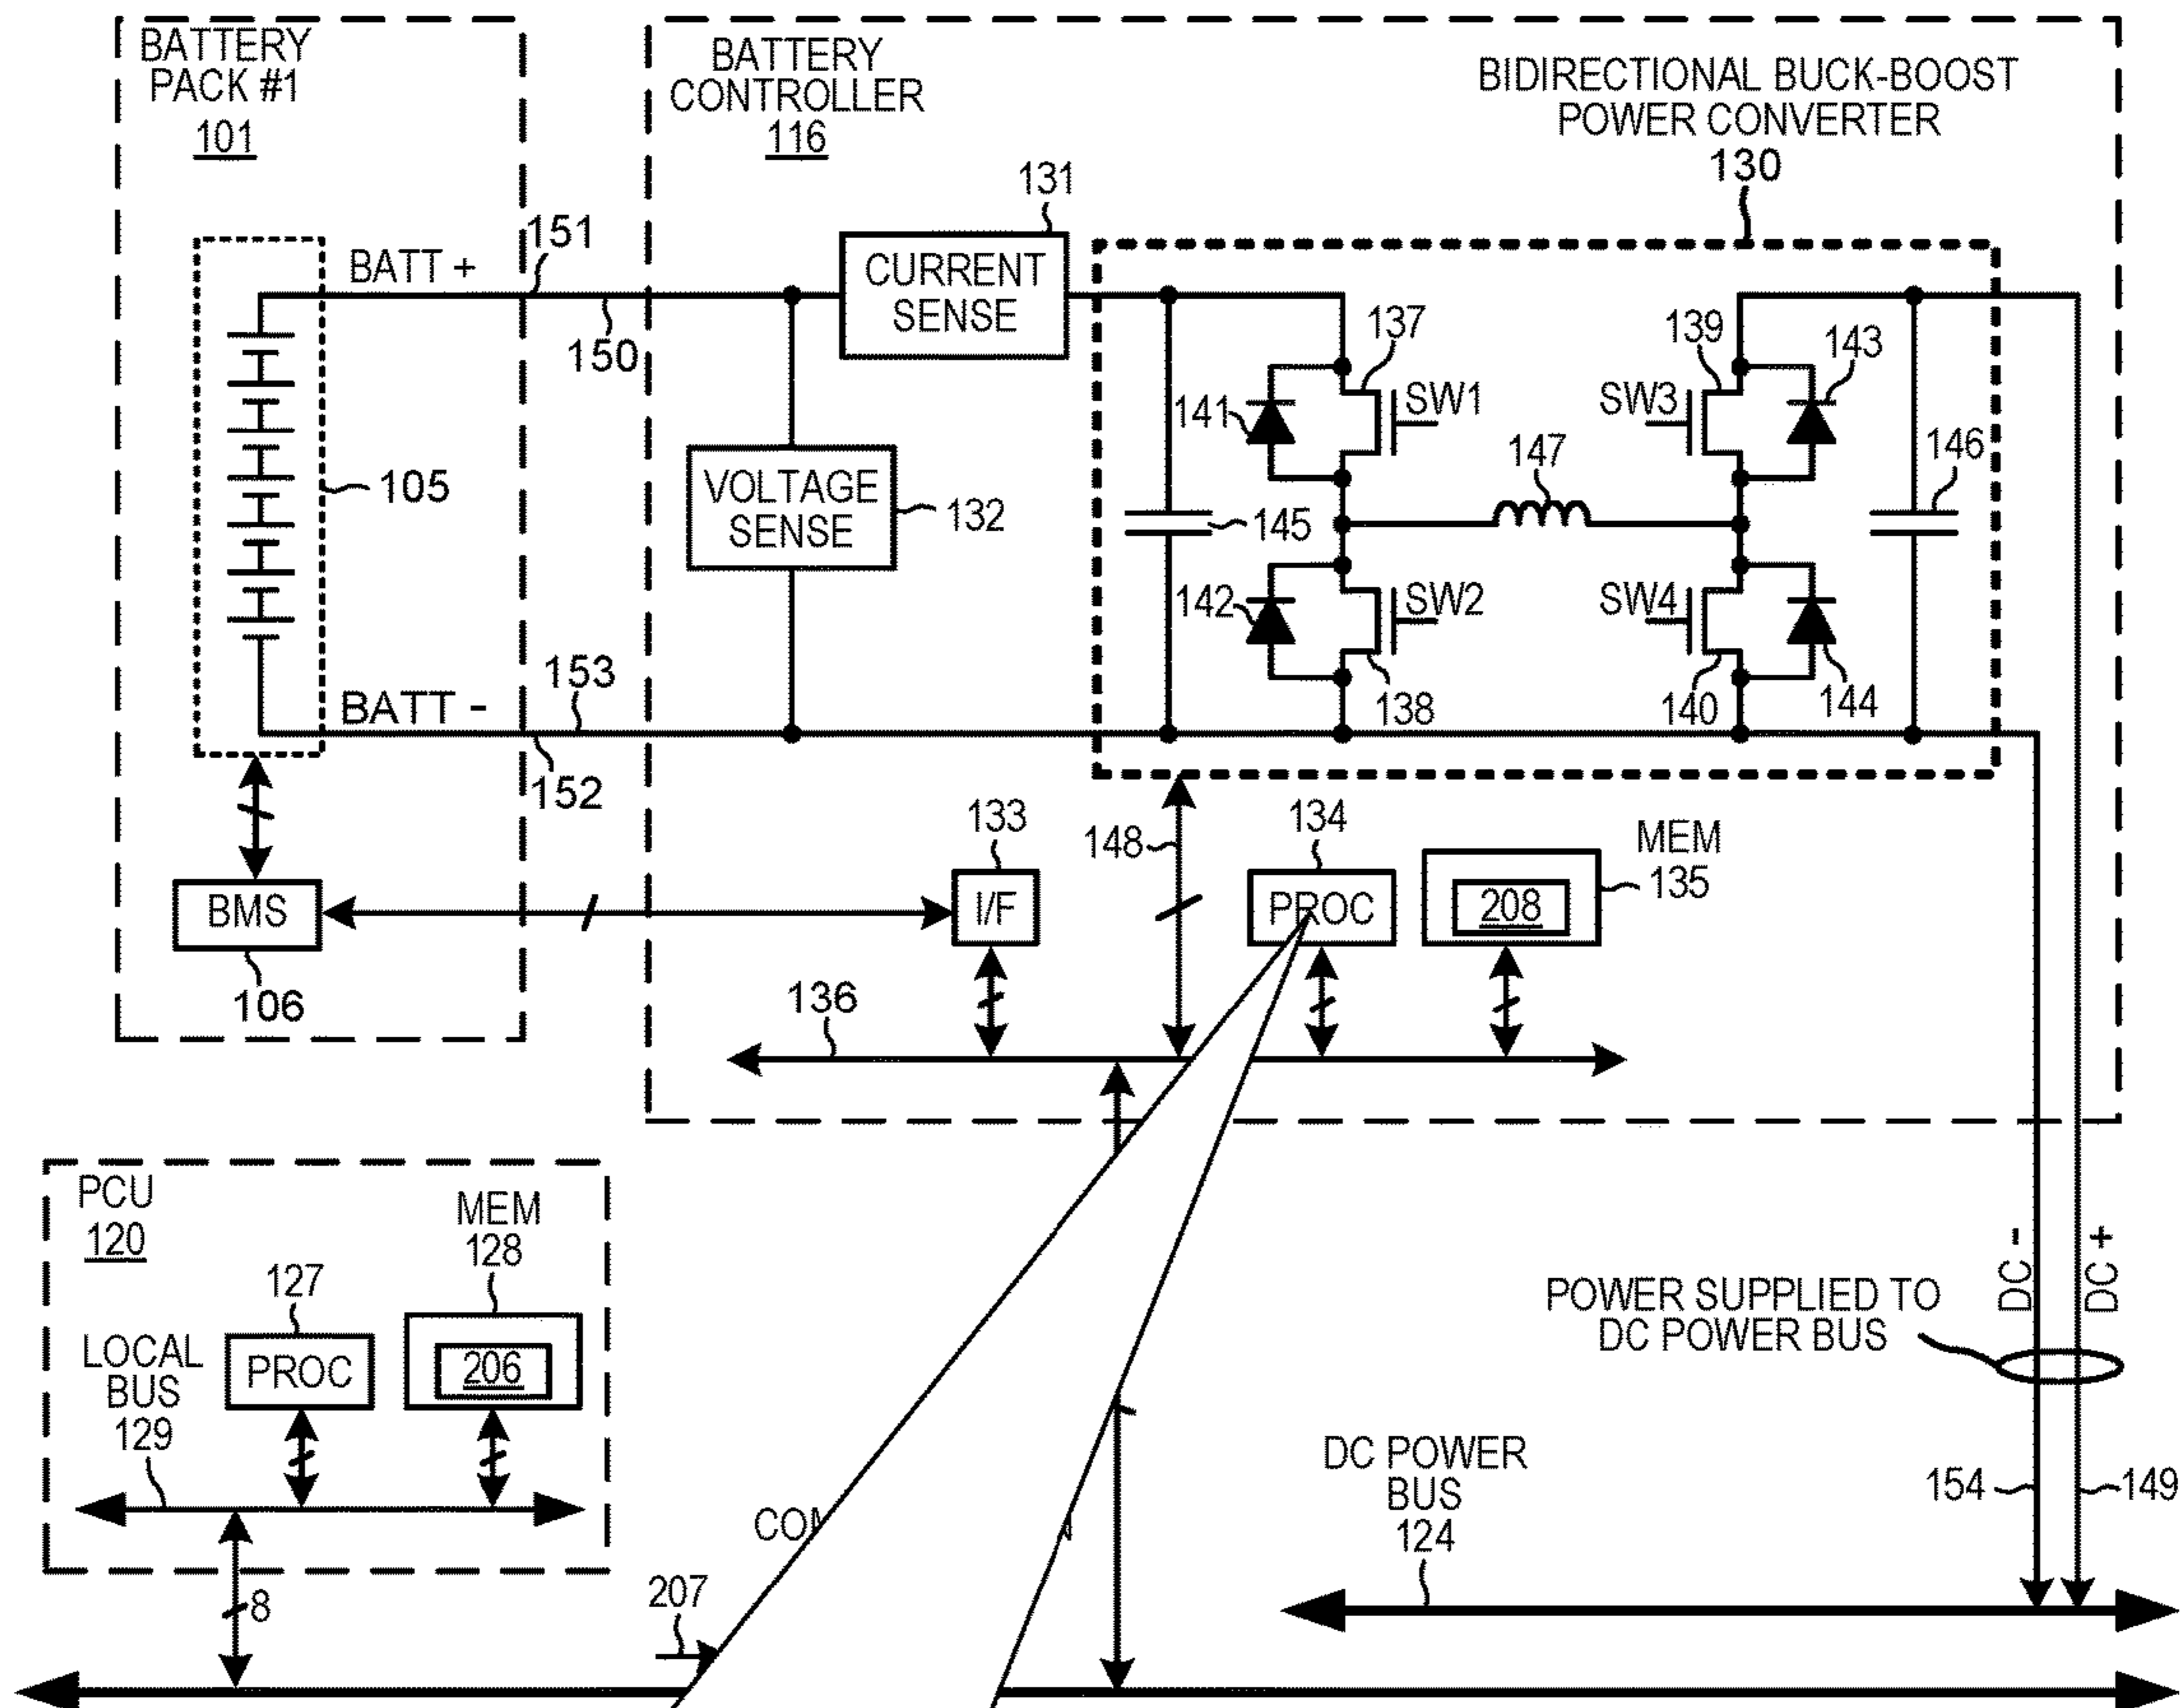 BATTERY
PACK #1
101
BATTERY
CONTROLLER
116
BIDIRECTIONAL BUCK-BOOST
POWER CONVERTER
130
131
BATT +
151
150
CURRENT
SENSE
137
139
143
141
SW1
SW3
147
146
105
VOLTAGE
SENSE
132
145
142
SW2
SW4
138
140
144
BATT -
153
152
133
148
134
MEM
135
BMS
I/F
PROC
208
106
136
PCU
120
MEM
128
127
LOCAL
BUS
129
PROC
206
DC -
DC +
POWER SUPPLIED TO
DC POWER BUS
DC POWER
BUS
124
154
149
8
207